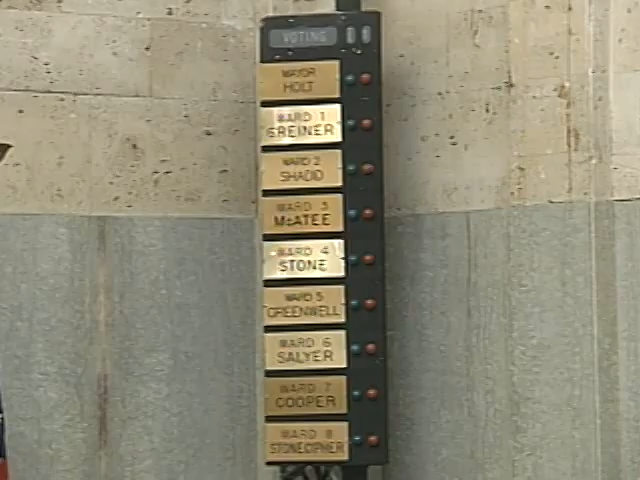 VOTING
MAYOR
HOLT
WARD 1
GREINER
WARD 2
SHADID
WARD 3
McATEE
WARD 4
STONE
WARD 5
GREENWELL
WARD 6
SALYER
WARD 7
COOPER
WARD 8
STONECIPHER